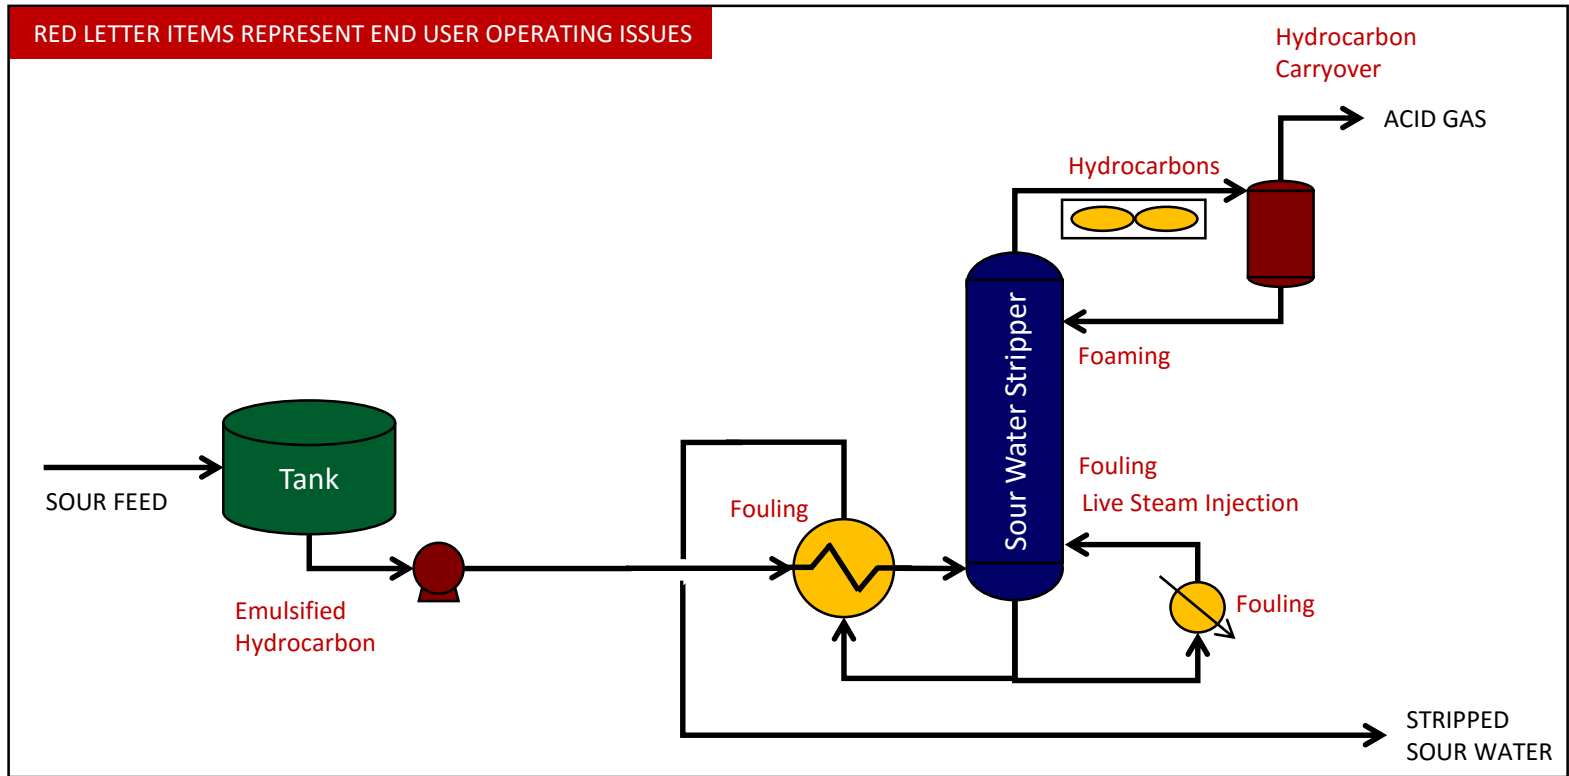 RED LETTER ITEMS REPRESENT END USER OPERATING ISSUES
Hydrocarbon
Carryover
ACID GAS
Hydrocarbons
Sour Water Stripper
Foaming
Tank
SOUR FEED
Fouling
Fouling
Live Steam Injection
Emulsified
Hydrocarbon
Fouling
STRIPPED
SOUR WATER